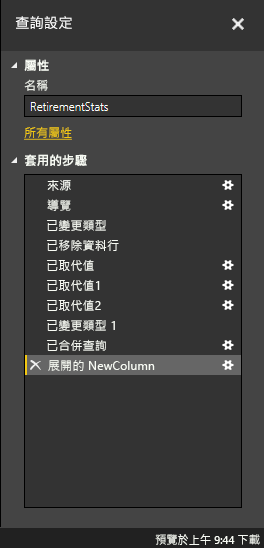 查詢設定
屬性
名稱
RetirementStats
所有屬性
套用的步驟
來源
導覽
已變更類型
已移除資料行
已取代值
已取代值1
已取代值2
已變更類型 1
已合併查詢
展開的 NewColumn
預覽於上午 9:44 下載